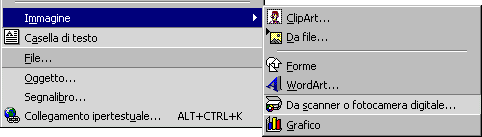 Immagine
Casella di testo
File...
Oggetto...
Segnalibro...
Collegamento ipertestuale... ALT+CTRL+K
ClipArt...
Da file...
Forme
WordArt...
Da scanner o fotocamera digitale...
Grafico